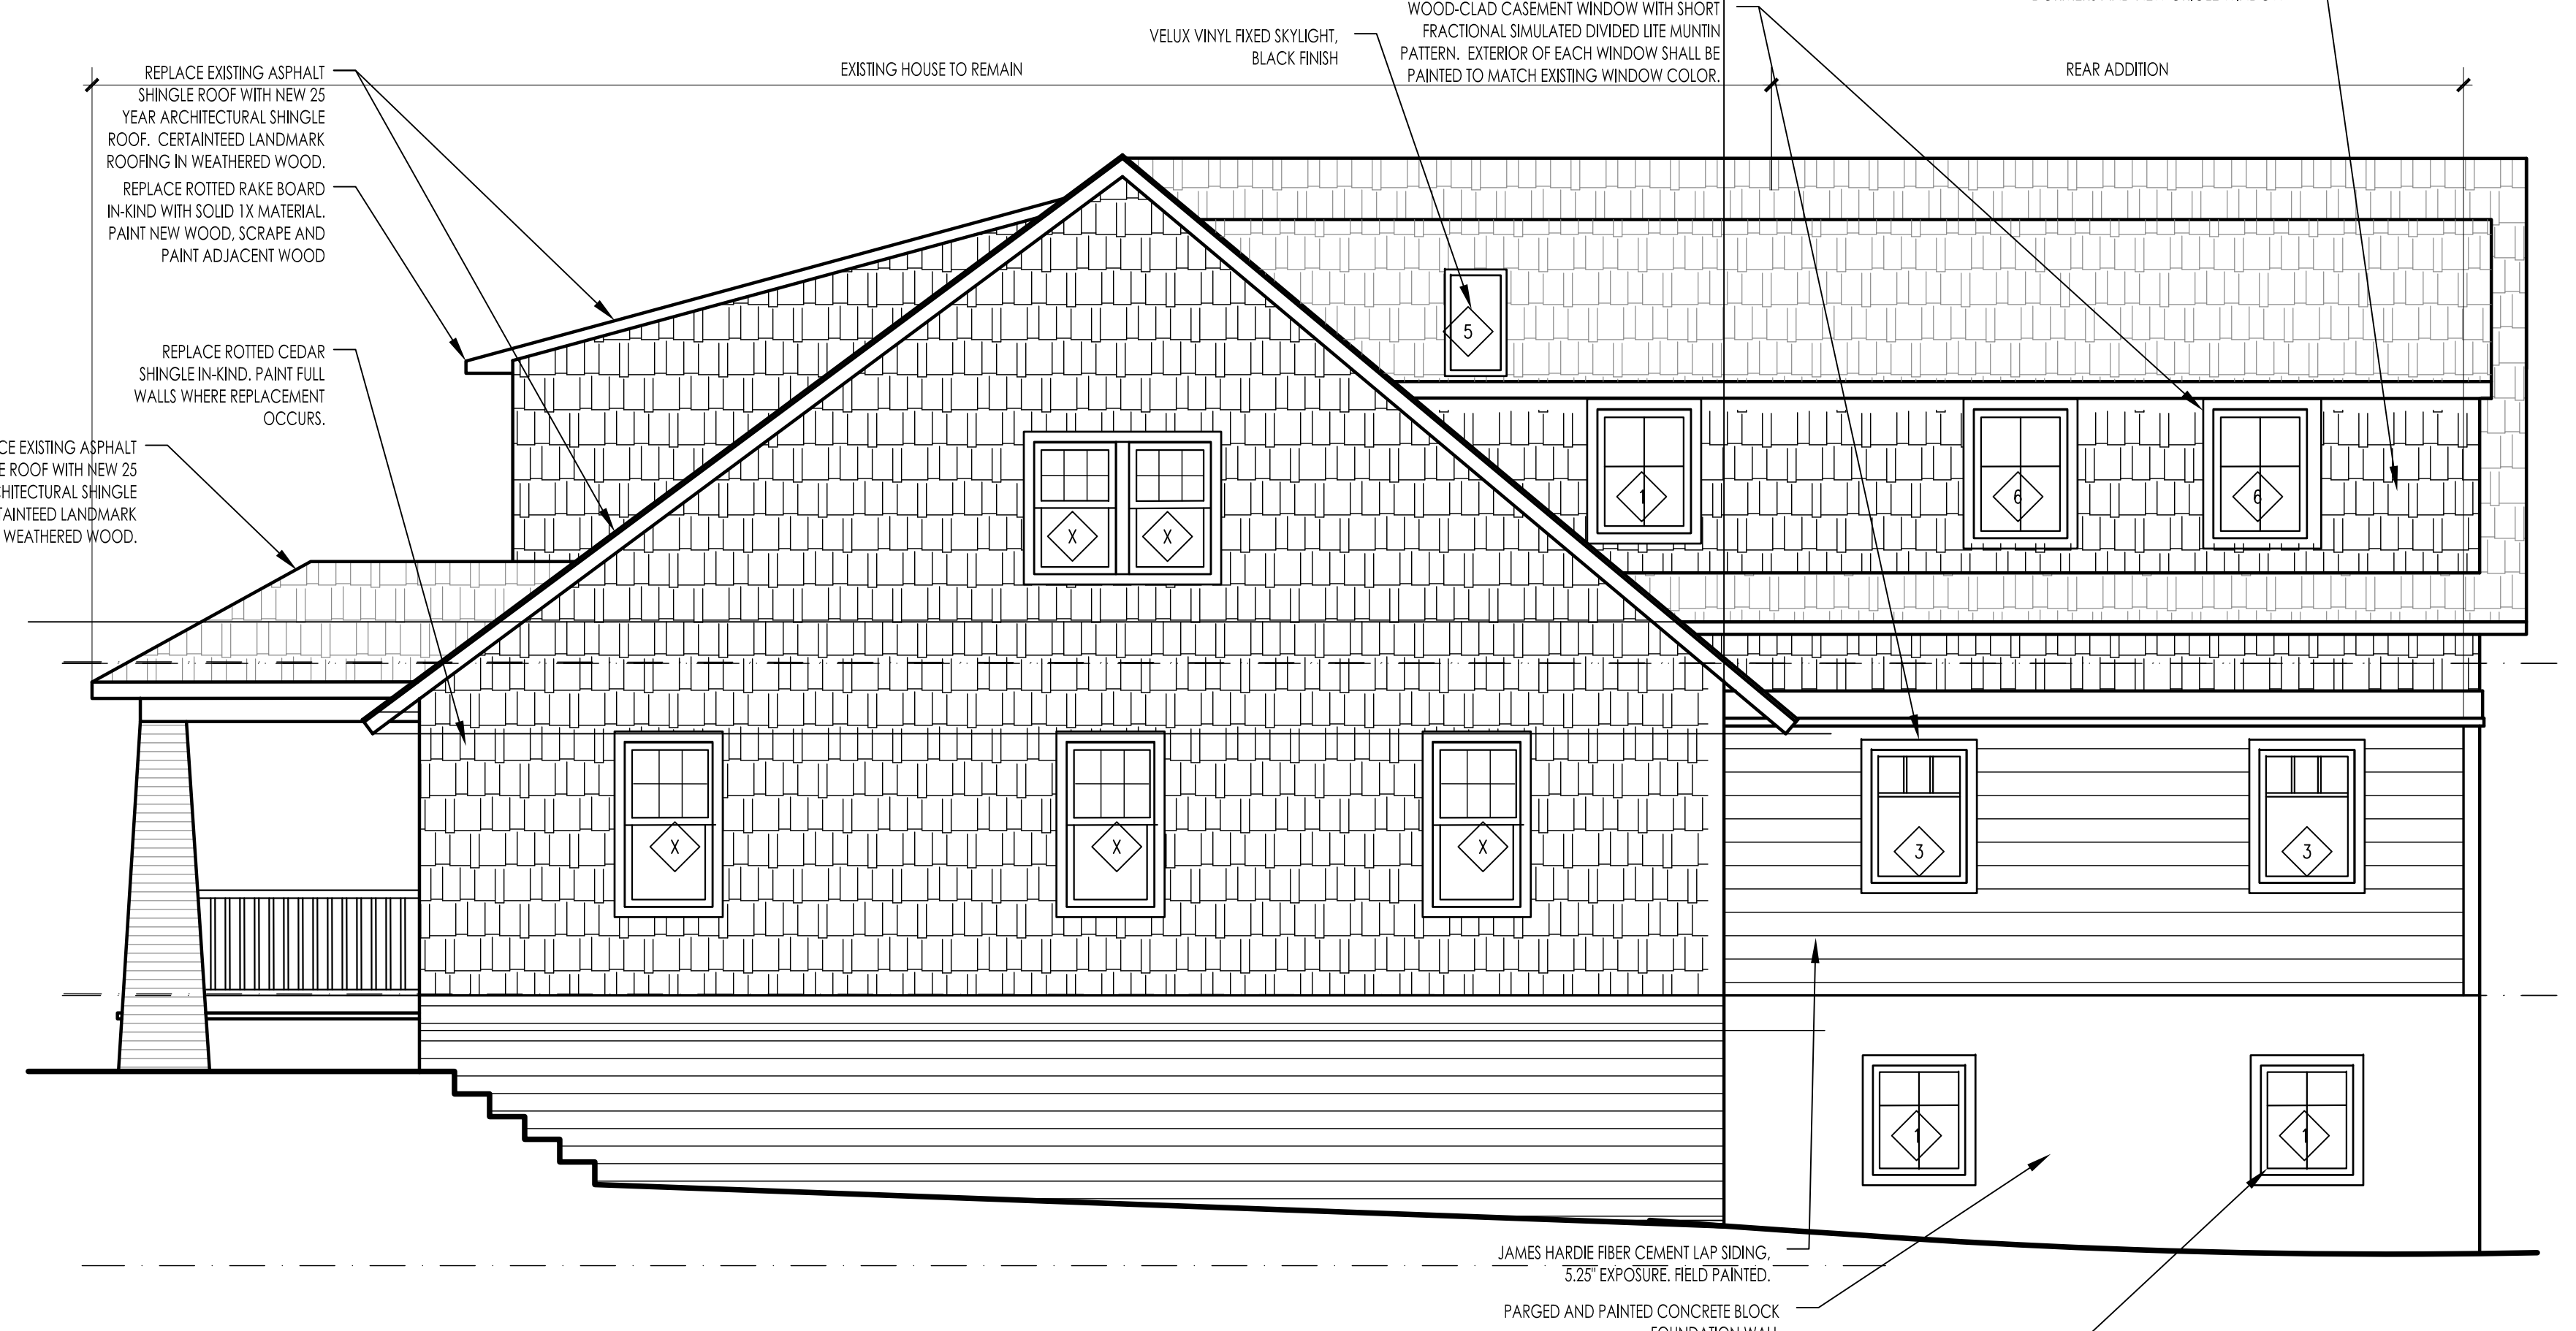 WOOD-CLAD CASEMENT WINDOW WITH SHORT
FRACTIONAL SIMULATED DIVIDED LITE MUNTIN
PATTERN. EXTERIOR OF EACH WINDOW SHALL BE
PAINTED TO MATCH EXISTING WINDOW COLOR.
VELUX VINYL FIXED SKYLIGHT,
BLACK FINISH
EXISTING HOUSE TO REMAIN
REAR ADDITION
REPLACE EXISTING ASPHALT
SHINGLE ROOF WITH NEW 25
YEAR ARCHITECTURAL SHINGLE
ROOF. CERTAINTEED LANDMARK
ROOFING IN WEATHERED WOOD.
REPLACE ROTTED RAKE BOARD
IN-KIND WITH SOLID 1X MATERIAL.
PAINT NEW WOOD, SCRAPE AND
PAINT ADJACENT WOOD
REPLACE ROTTED CEDAR
SHINGLE IN-KIND. PAINT FULL
WALLS WHERE REPLACEMENT
OCCURS.
CE EXISTING ASPHALT
E ROOF WITH NEW 25
CHITECTURAL SHINGLE
TAINTEED LANDMARK
WEATHERED WOOD.
5
1
6
6
X
X
X
X
X
3
3
1
1
JAMES HARDIE FIBER CEMENT LAP SIDING,
5.25" EXPOSURE. FIELD PAINTED.
PARGED AND PAINTED CONCRETE BLOCK
FOUNDATION WALL